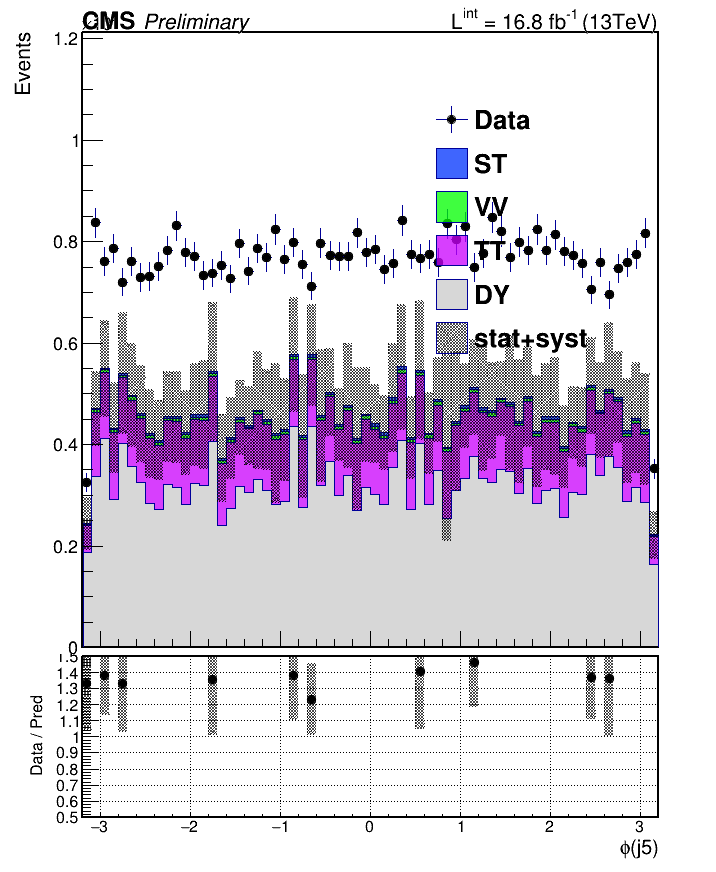 CMS Preliminary L^int = 16.8 fb^-1 (13TeV)
Events
1.2
1
0.8
0.6
0.4
0.2
0
Data
ST
VV
TT
DY
stat+syst
Data / Pred
1.5
1.4
1.3
1.2
1.1
1
0.9
0.8
0.7
0.6
0.5
−3 −2 −1 0 1 2 3
ϕ(j5)